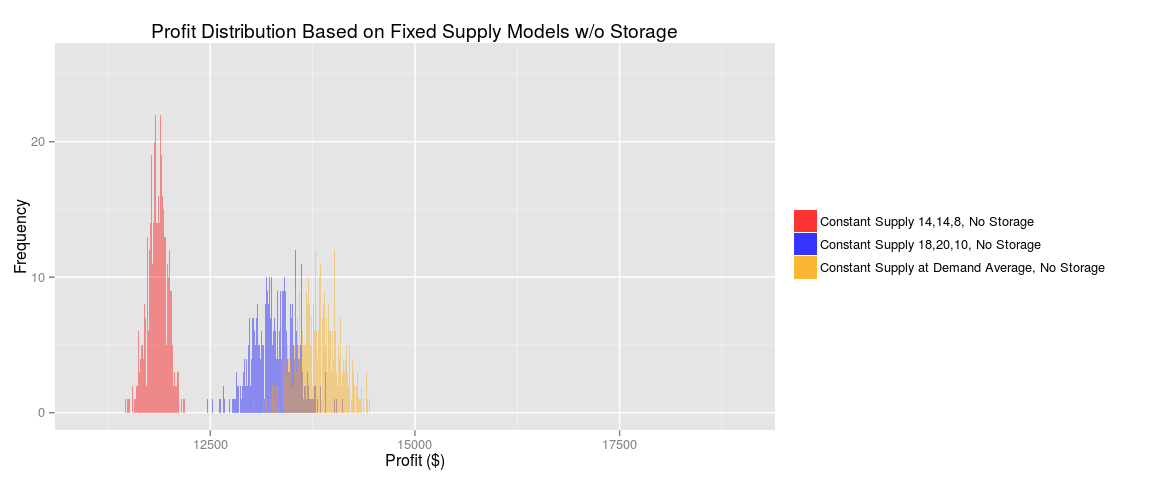 Profit Distribution Based on Fixed Supply Models w/o Storage
Frequency
20
10
0
12500
15000
17500
Profit ($)
Constant Supply 14,14,8, No Storage
Constant Supply 18,20,10, No Storage
Constant Supply at Demand Average, No Storage